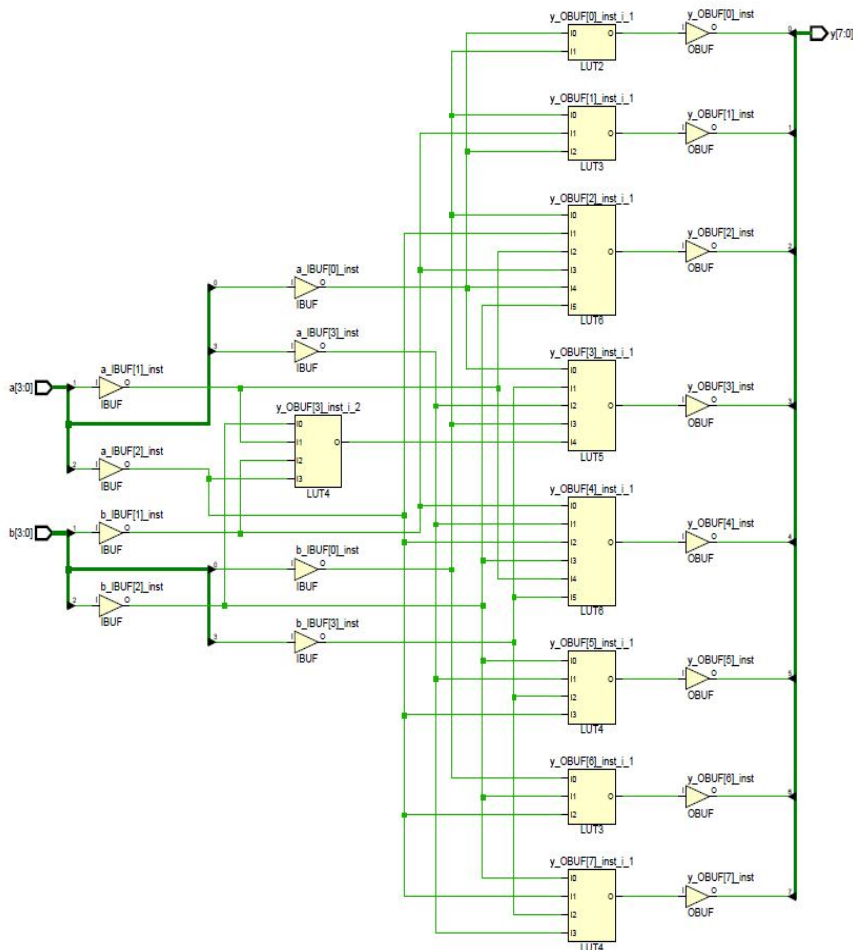 y_OBUF[0]_inst_i_1
I0
I1
O
LUT2
y_OBUF[0]_inst
I
O
OBUF
0
y[7:0]
y_OBUF[1]_inst_i_1
I0
I1
I2
O
LUT3
y_OBUF[1]_inst
I
O
OBUF
1
y_OBUF[2]_inst_i_1
I0
I1
I2
I3
I4
I5
O
LUT6
y_OBUF[2]_inst
I
O
OBUF
2
a_IBUF[0]_inst
0
I
O
IBUF
a_IBUF[3]_inst
3
I
O
IBUF
y_OBUF[3]_inst_i_1
I0
I1
I2
I3
I4
O
LUT5
y_OBUF[3]_inst
I
O
OBUF
3
a[3:0]
1
a_IBUF[1]_inst
I
O
IBUF
y_OBUF[3]_inst_i_2
I0
I1
I2
I3
O
LUT4
2
a_IBUF[2]_inst
I
O
IBUF
b[3:0]
1
b_IBUF[1]_inst
I
O
IBUF
y_OBUF[4]_inst_i_1
I0
I1
I2
I3
I4
I5
O
LUT6
y_OBUF[4]_inst
I
O
OBUF
4
0
b_IBUF[0]_inst
I
O
IBUF
2
b_IBUF[2]_inst
I
O
IBUF
3
b_IBUF[3]_inst
I
O
IBUF
y_OBUF[5]_inst_i_1
I0
I1
I2
I3
O
LUT4
y_OBUF[5]_inst
I
O
OBUF
5
y_OBUF[6]_inst_i_1
I0
I1
I2
O
LUT3
y_OBUF[6]_inst
I
O
OBUF
6
y_OBUF[7]_inst_i_1
I0
I1
I2
I3
O
LUT4
y_OBUF[7]_inst
I
O
OBUF
7